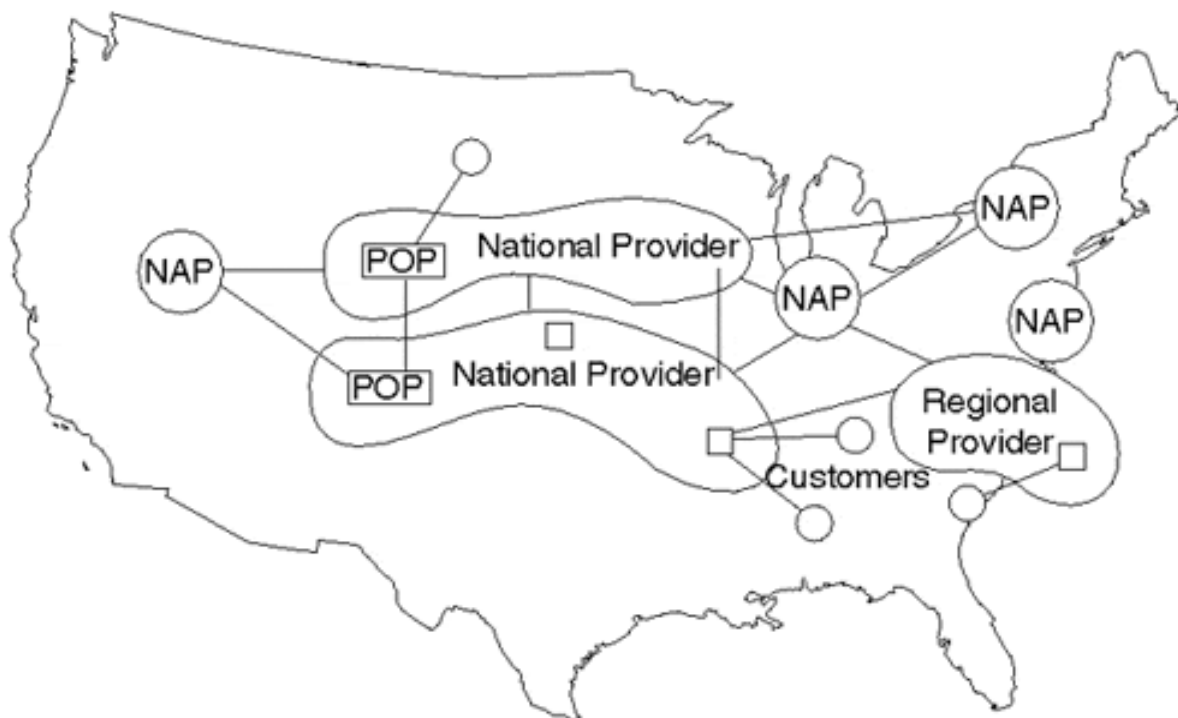 NAP
POP
National Provider
NAP
NAP
NAP
POP
National Provider
Regional
Provider
Customers